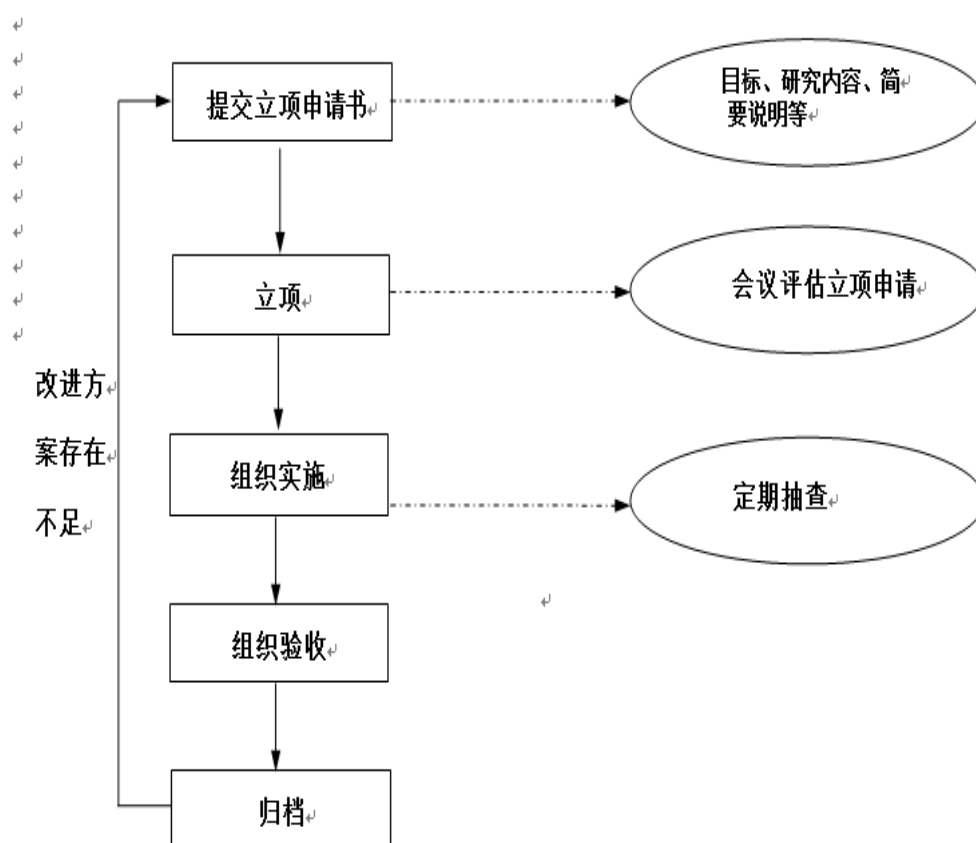 提交立项申请书
目标、研究内容、简
要说明等
立项
会议评估立项申请
改进方
案存在
不足
组织实施
定期抽查
组织验收
归档